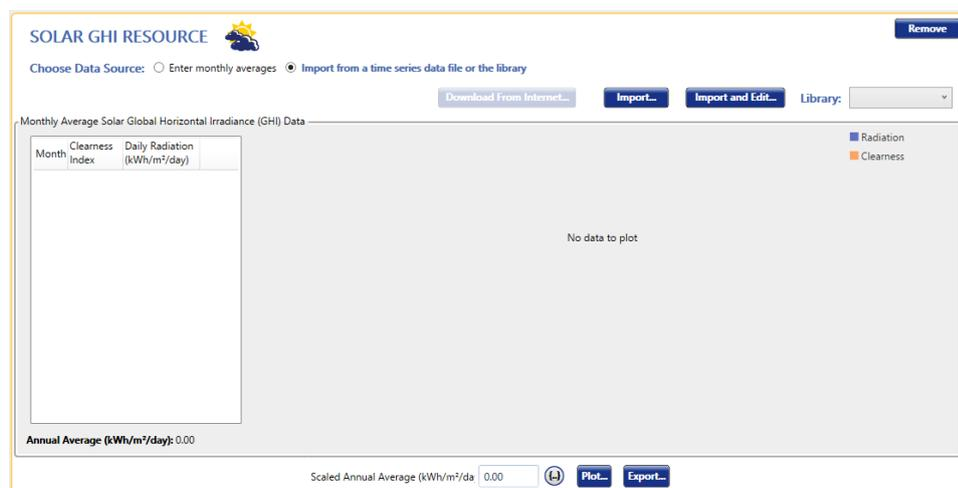 SOLAR GHI RESOURCE
Remove
Choose Data Source: Enter monthly averages Import from a time series data file or the library
Download From Internet... Import... Import and Edit... Library:
Monthly Average Solar Global Horizontal Irradiance (GHI) Data
Radiation
Clearness
Month Clearness Index Daily Radiation (kWh/m²/day)
No data to plot
Annual Average (kWh/m²/day): 0.00
Scaled Annual Average (kWh/m²/da 0.00 {..} Plot... Export...